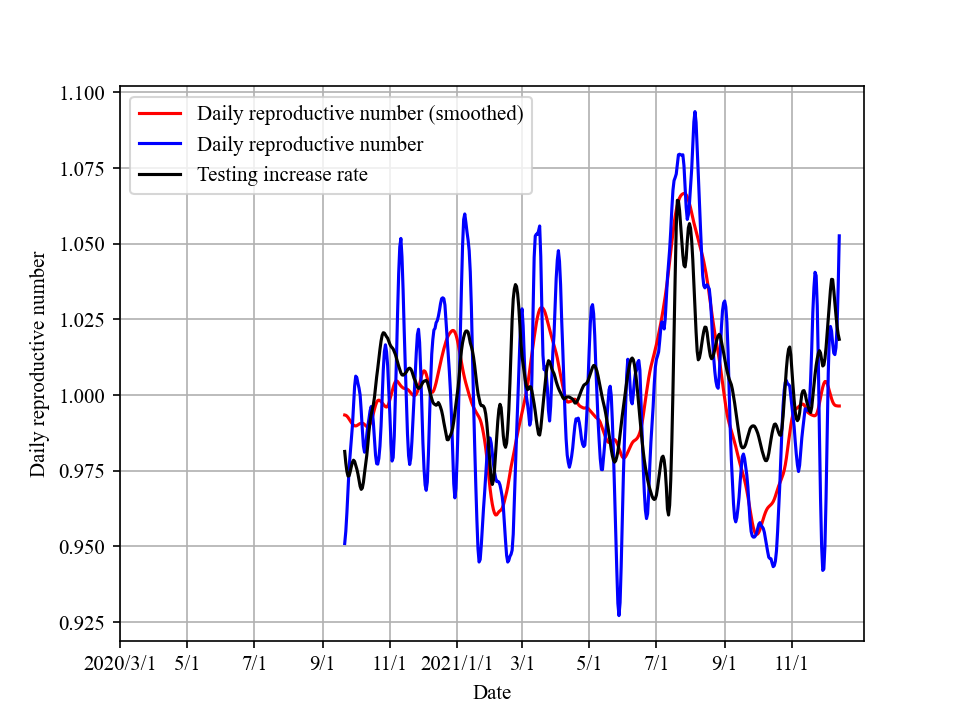 1.100
1.075
1.050
1.025
1.000
0.975
0.950
0.925
Daily reproductive number
Daily reproductive number (smoothed)
Daily reproductive number
Testing increase rate
2020/3/1 5/1 7/1 9/1 11/1 2021/1/1 3/1 5/1 7/1 9/1 11/1
Date